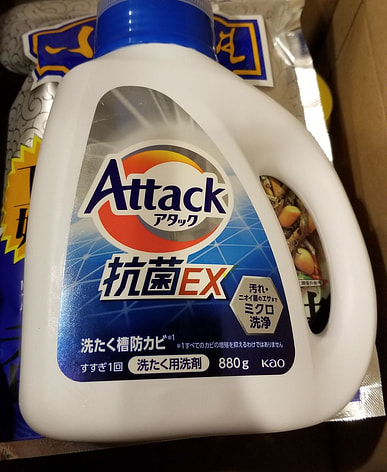 Attack
アタック
抗菌EX
汚れ・
ニオイ菌のエサまで
ミクロ
洗浄
洗たく槽防カビ※1
※1すべてのカビの増殖を抑えるわけではありません
すすぎ1回 洗たく用洗剤 880g Kao